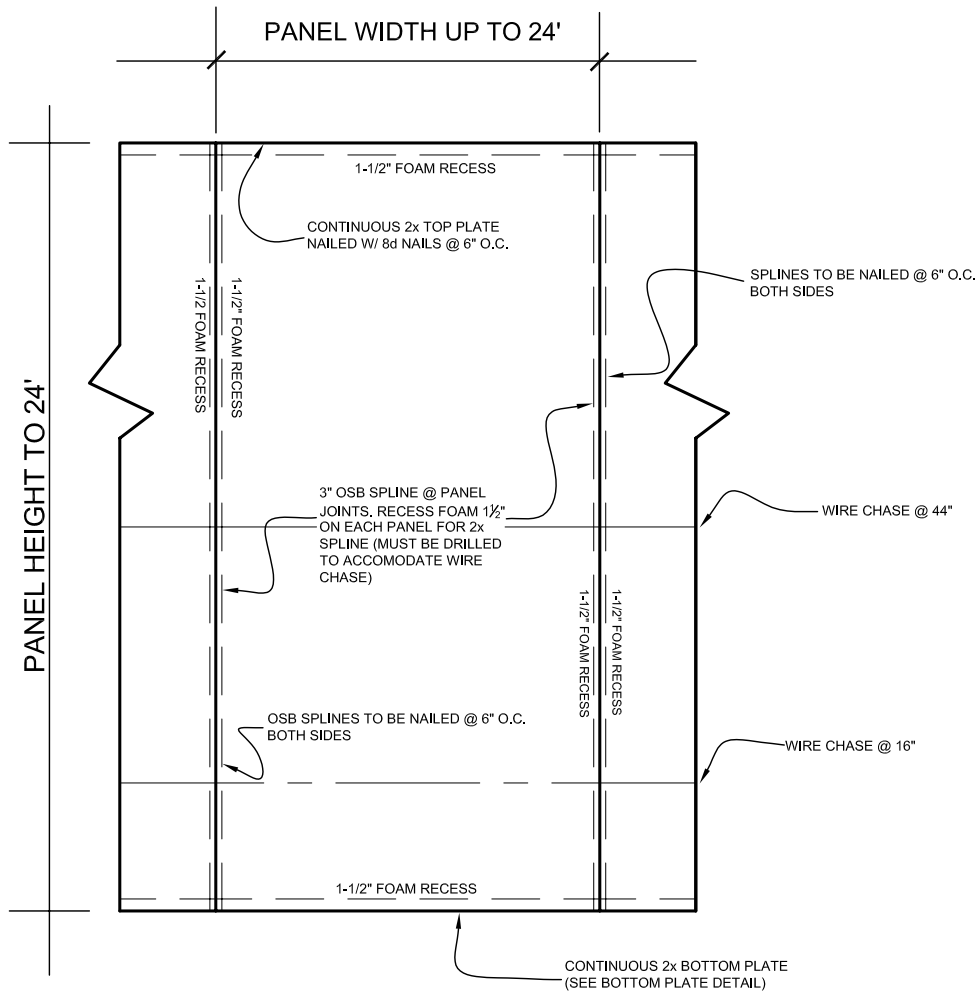 PANEL WIDTH UP TO 24'
1-1/2" FOAM RECESS
CONTINUOUS 2x TOP PLATE
NAILED W/ 8d NAILS @ 6" O.C.
SPLINES TO BE NAILED @ 6" O.C.
BOTH SIDES
1-1/2 FOAM RECESS
1-1/2" FOAM RECESS
PANEL HEIGHT TO 24'
3" OSB SPLINE @ PANEL
JOINTS. RECESS FOAM 1½"
ON EACH PANEL FOR 2x
SPLINE (MUST BE DRILLED
TO ACCOMODATE WIRE
CHASE)
WIRE CHASE @ 44"
1-1/2" FOAM RECESS
1-1/2" FOAM RECESS
OSB SPLINES TO BE NAILED @ 6" O.C.
BOTH SIDES
WIRE CHASE @ 16"
1-1/2" FOAM RECESS
CONTINUOUS 2x BOTTOM PLATE
(SEE BOTTOM PLATE DETAIL)